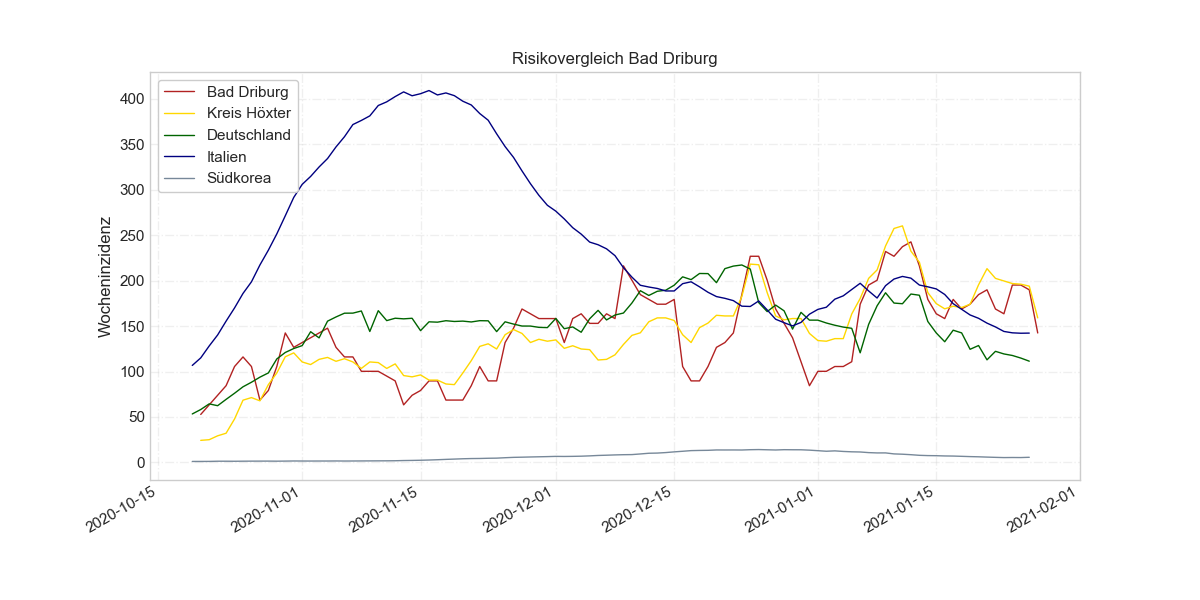 Risikovergleich Bad Driburg
Bad Driburg
Kreis Höxter
Deutschland
Italien
Südkorea
Wocheninzidenz
400
350
300
250
200
150
100
50
0
2020-10-15
2020-11-01
2020-11-15
2020-12-01
2020-12-15
2021-01-01
2021-01-15
2021-02-01